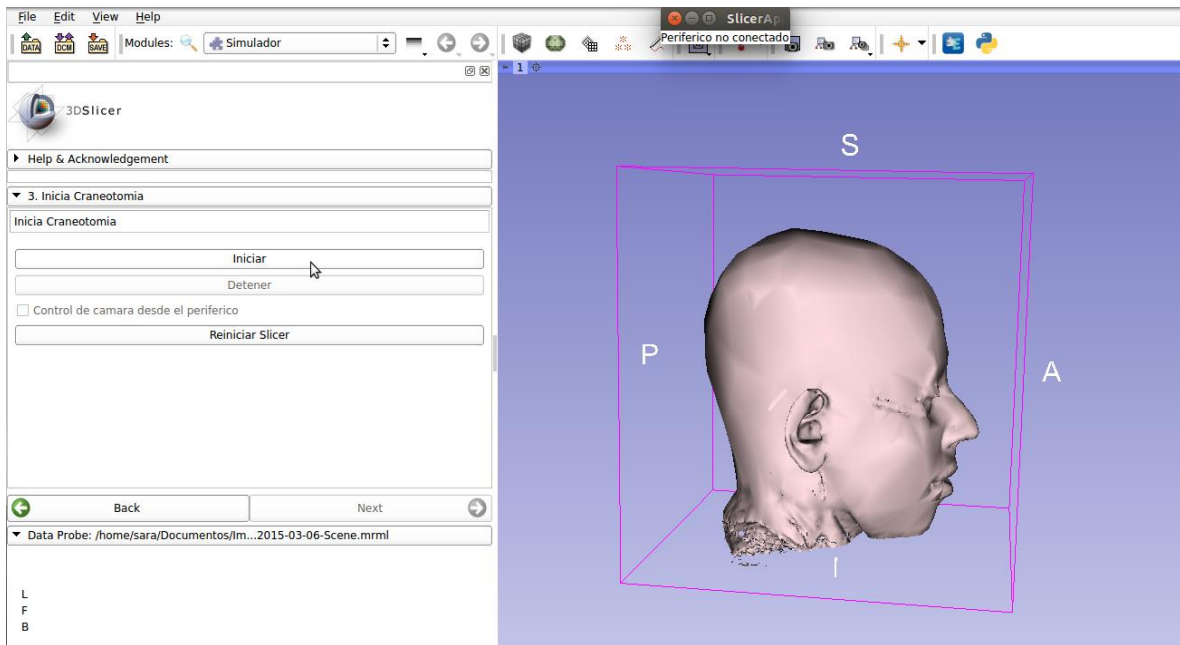 File Edit View Help
SlicerAp
Periferico no conectado
DATA DCM SAVE Modules: Simulador
1
3DSlicer
Help & Acknowledgement
3. Inicia Craneotomia
Inicia Craneotomia
Iniciar
Detener
Control de camara desde el periferico
Reiniciar Slicer
Back Next
Data Probe: /home/sara/Documentos/Im...2015-03-06-Scene.mrml
L
F
B
S
P
A
I